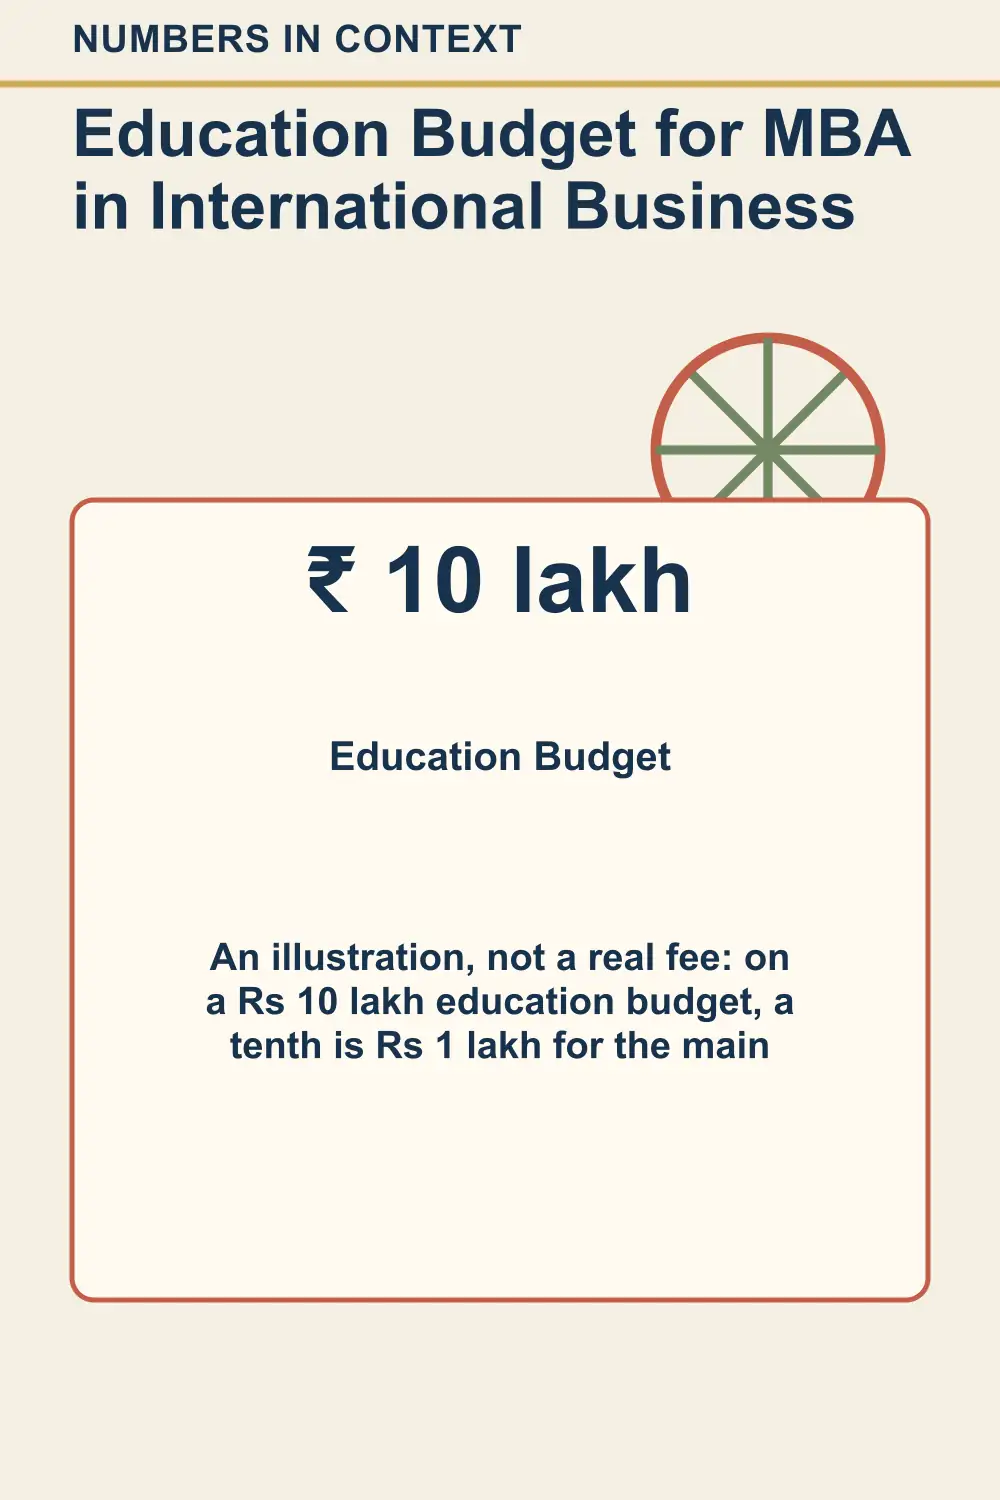 NUMBERS IN CONTEXT
Education Budget for MBA
in International Business
₹ 10 lakh
Education Budget
An illustration, not a real fee: on
a Rs 10 lakh education budget, a
tenth is Rs 1 lakh for the main